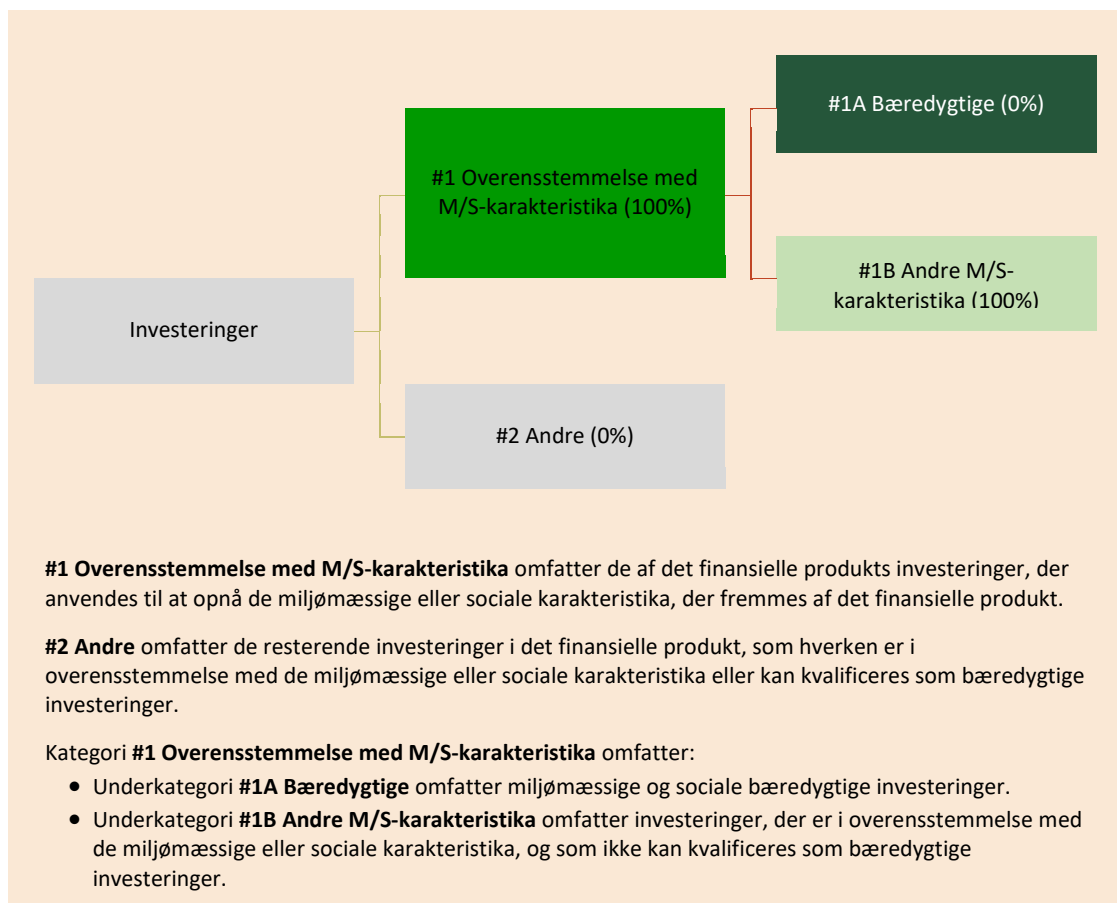 #1A Bæredygtige (0%)
#1 Overensstemmelse med
M/S-karakteristika (100%)
#1B Andre M/S-
karakteristika (100%)
Investeringer
#2 Andre (0%)
#1 Overensstemmelse med M/S-karakteristika omfatter de af det finansielle produkts investeringer, der
anvendes til at opnå de miljømæssige eller sociale karakteristika, der fremmes af det finansielle produkt.
#2 Andre omfatter de resterende investeringer i det finansielle produkt, som hverken er i
overensstemmelse med de miljømæssige eller sociale karakteristika eller kan kvalificeres som bæredygtige
investeringer.
Kategori #1 Overensstemmelse med M/S-karakteristika omfatter:
● Underkategori #1A Bæredygtige omfatter miljømæssige og sociale bæredygtige investeringer.
● Underkategori #1B Andre M/S-karakteristika omfatter investeringer, der er i overensstemmelse med
de miljømæssige eller sociale karakteristika, og som ikke kan kvalificeres som bæredygtige
investeringer.